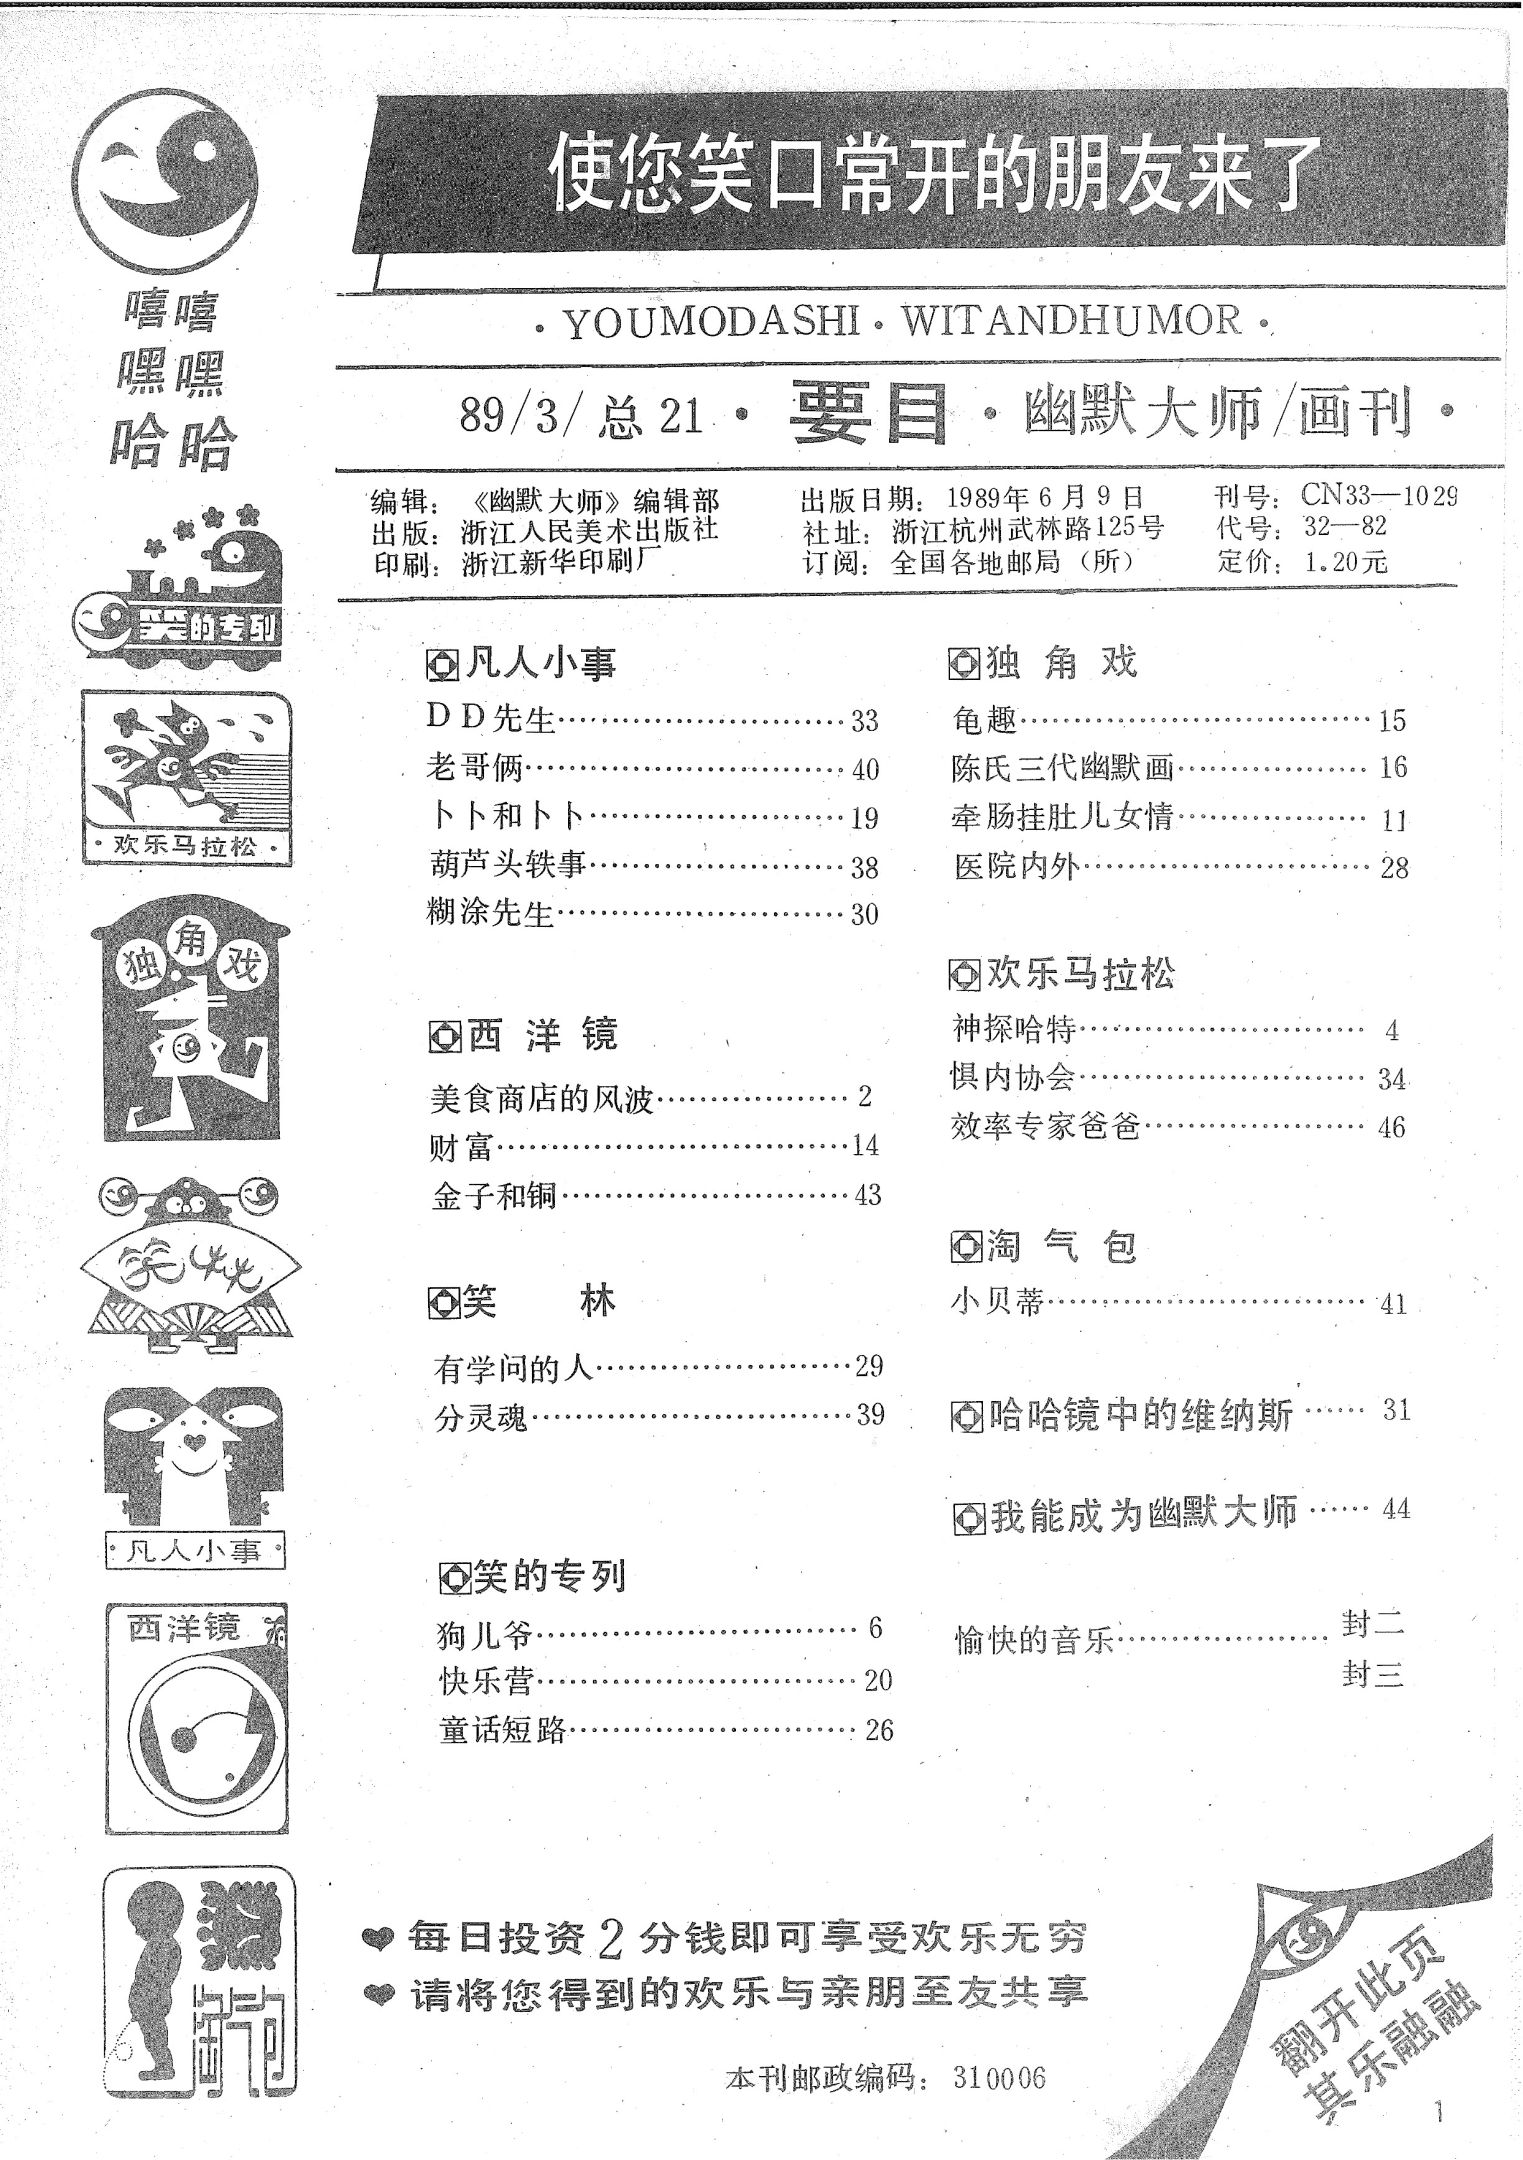 使您笑口常开的朋友来了
·YOUMODASHI·WITANDHUMOR·
89/3/总21·要目·幽默大师/画刊·
编辑：《幽默大师》编辑部
出版：浙江人民美术出版社
印刷：浙江新华印刷厂
出版日期：1989年6月9日
社址：浙江杭州武林路125号
订阅：全国各地邮局（所）
刊号：CN33—1029
代号：32—82
定价：1.20元
嘻嘻
嘿嘿
哈哈
笑的专列
·欢乐马拉松·
独角戏
笑林
·凡人小事·
西洋镜
淘气包
凡人小事
DD先生……33
老哥俩……40
卜卜和卜卜……19
葫芦头轶事……38
糊涂先生……30
西洋镜
美食商店的风波……2
财富……14
金子和铜……43
笑林
有学问的人……29
分灵魂……39
笑的专列
狗儿爷……6
快乐营……20
童话短路……26
独角戏
龟趣……15
陈氏三代幽默画……16
牵肠挂肚儿女情……11
医院内外……28
欢乐马拉松
神探哈特……4
惧内协会……34
效率专家爸爸……46
淘气包
小贝蒂……41
哈哈镜中的维纳斯……31
我能成为幽默大师……44
愉快的音乐……封二
封三
❤每日投资2分钱即可享受欢乐无穷
❤请将您得到的欢乐与亲朋至友共享
本刊邮政编码：310006
翻开此页
其乐融融
1